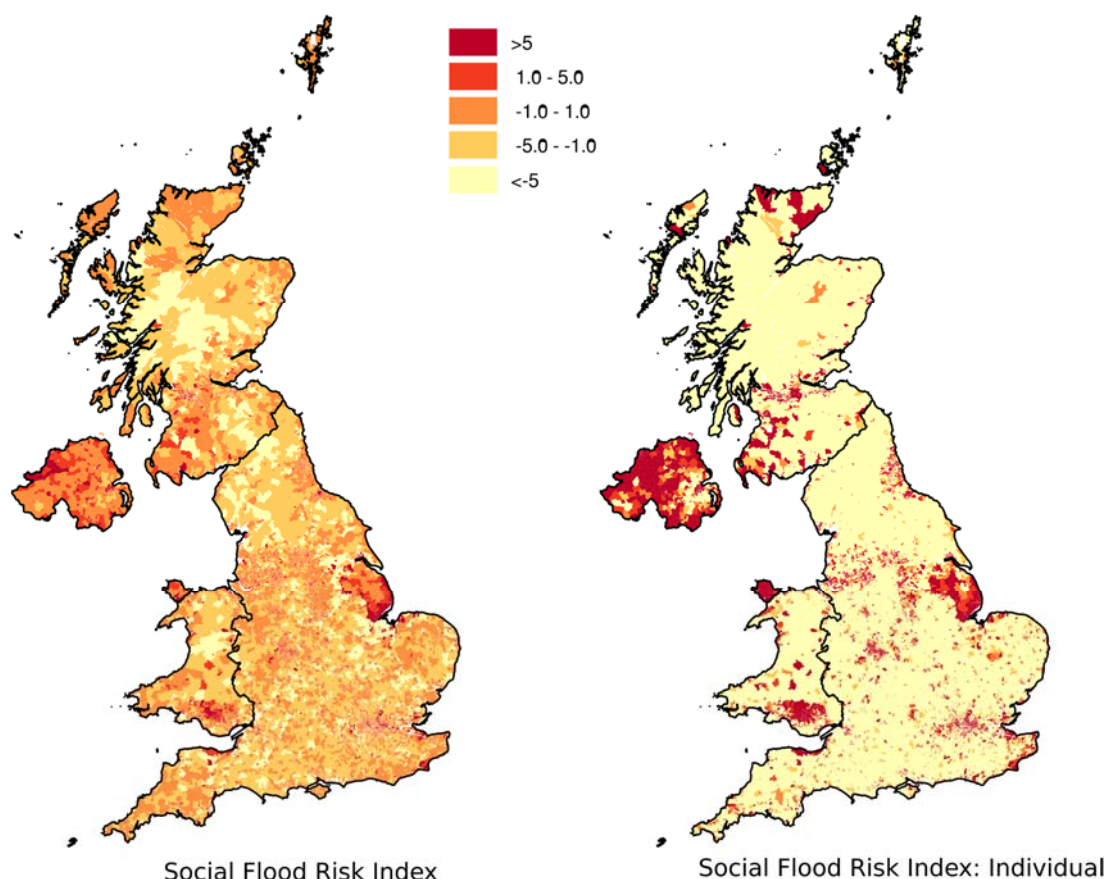 >5
1.0 - 5.0
-1.0 - 1.0
-5.0 - -1.0
<-5
Social Flood Risk Index
Social Flood Risk Index: Individual